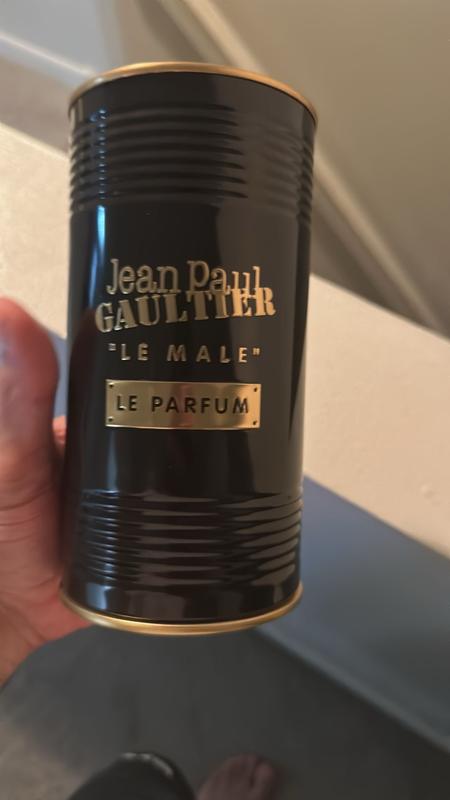 Jean Paul
GAULTIER
"LE MALE"
LE PARFUM